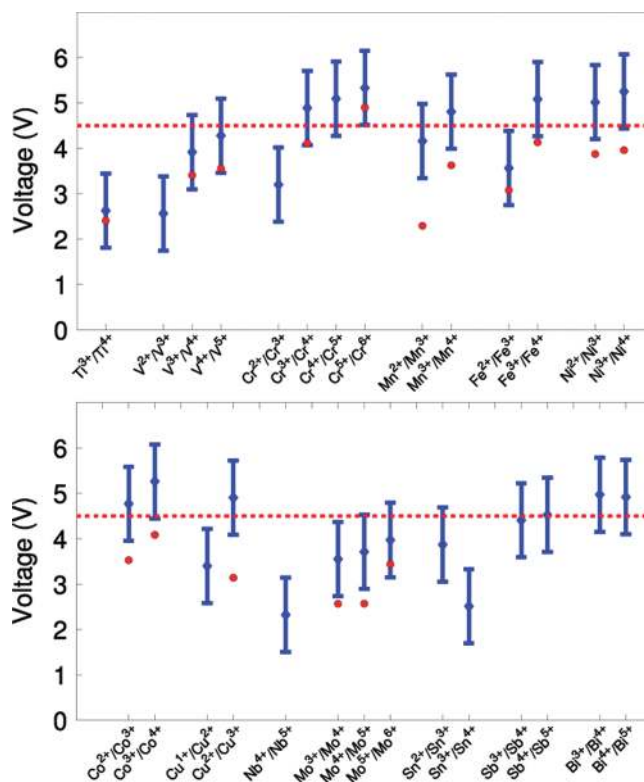 Voltage (V)
6
5
4
3
2
1
0
Ti³⁺/Ti⁴⁺
V²⁺/V³⁺
V³⁺/V⁴⁺
V⁴⁺/V⁵⁺
Cr²⁺/Cr³⁺
Cr³⁺/Cr⁴⁺
Cr⁴⁺/Cr⁵⁺
Cr⁵⁺/Cr⁶⁺
Mn²⁺/Mn³⁺
Mn³⁺/Mn⁴⁺
Fe²⁺/Fe³⁺
Fe³⁺/Fe⁴⁺
Ni²⁺/Ni³⁺
Ni³⁺/Ni⁴⁺
Voltage (V)
6
5
4
3
2
1
0
Co²⁺/Co³⁺
Co³⁺/Co⁴⁺
Cu¹⁺/Cu²⁺
Cu²⁺/Cu³⁺
Nb⁴⁺/Nb⁵⁺
Mo³⁺/Mo⁴⁺
Mo⁴⁺/Mo⁵⁺
Mo⁵⁺/Mo⁶⁺
Sn²⁺/Sn³⁺
Sn³⁺/Sn⁴⁺
Sb³⁺/Sb⁴⁺
Sb⁴⁺/Sb⁵⁺
Bi³⁺/Bi⁴⁺
Bi⁴⁺/Bi⁵⁺